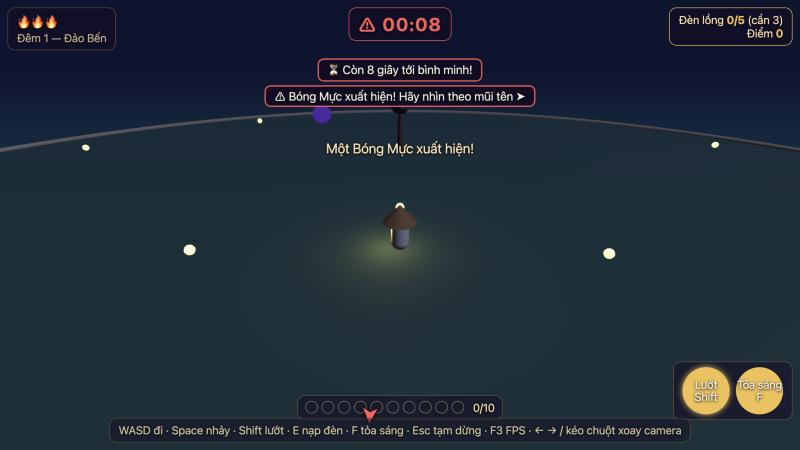 Đêm 1 — Đảo Bến
00:08
Đèn lồng 0/5 (cần 3)
Điểm 0
Còn 8 giây tới bình minh!
Bóng Mực xuất hiện! Hãy nhìn theo mũi tên ➤
Một Bóng Mực xuất hiện!
Lướt
Shift
Tỏa sáng
F
0/10
WASD đi · Space nhảy · Shift lướt · E nạp đèn · F tỏa sáng · Esc tạm dừng · F3 FPS · ← → / kéo chuột xoay camera